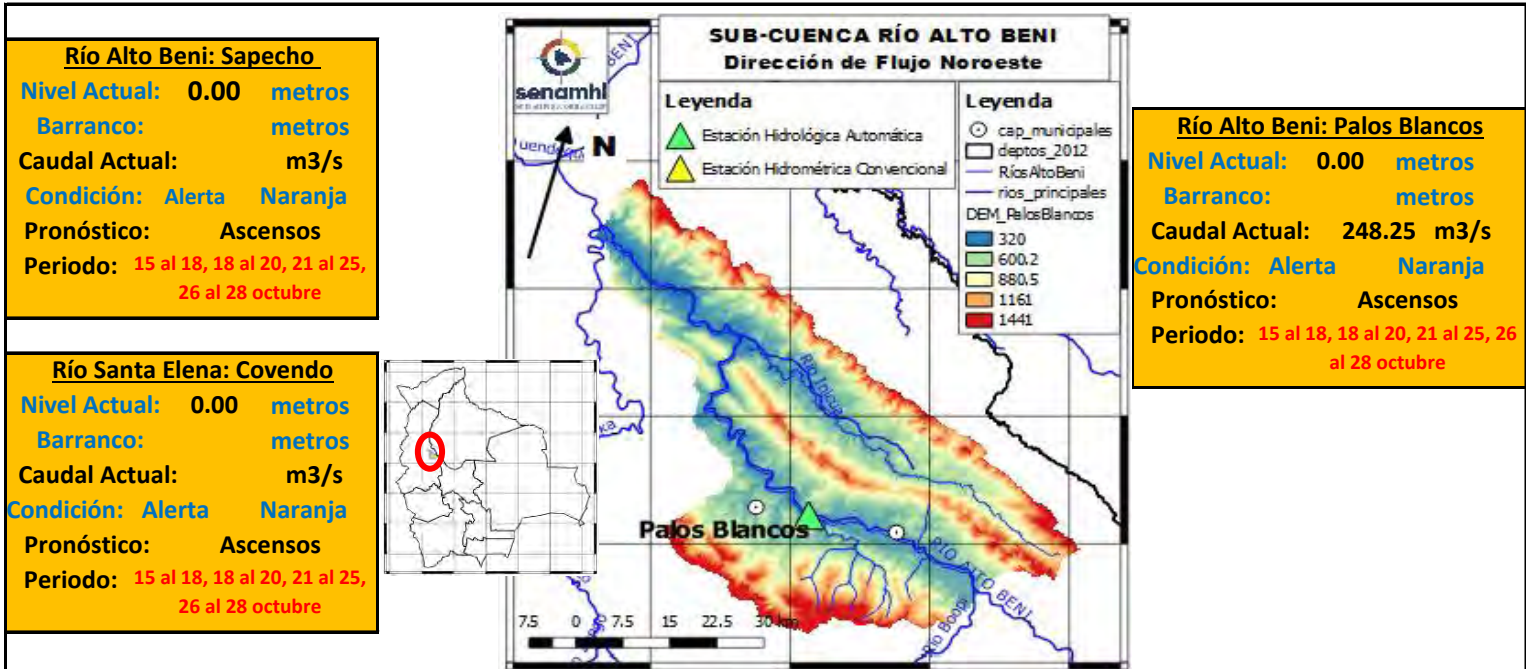 Río Alto Beni: Sapecho
Nivel Actual: 0.00 metros
Barranco: metros
Caudal Actual: m3/s
Condición: Alerta Naranja
Pronóstico: Ascensos
Periodo: 15 al 18, 18 al 20, 21 al 25,
26 al 28 octubre
Río Santa Elena: Covendo
Nivel Actual: 0.00 metros
Barranco: metros
Caudal Actual: m3/s
Condición: Alerta Naranja
Pronóstico: Ascensos
Periodo: 15 al 18, 18 al 20, 21 al 25,
26 al 28 octubre
senamhi
BENI
SUB-CUENCA RÍO ALTO BENI
Dirección de Flujo Noroeste
Leyenda
Estación Hidrológica Automática
Estación Hidrométrica Convencional
Leyenda
cap_municipales
deptos_2012
RíosAltoBeni
rios_principales
DEM_PalosBlancos
320
600.2
880.5
1161
1441
N
Río Inicua
Palos Blancos
RÍO ALTO BENI
Río Boopi
7.5 0 7.5 15 22.5 30 km
Río Alto Beni: Palos Blancos
Nivel Actual: 0.00 metros
Barranco: metros
Caudal Actual: 248.25 m3/s
Condición: Alerta Naranja
Pronóstico: Ascensos
Periodo: 15 al 18, 18 al 20, 21 al 25, 26
al 28 octubre